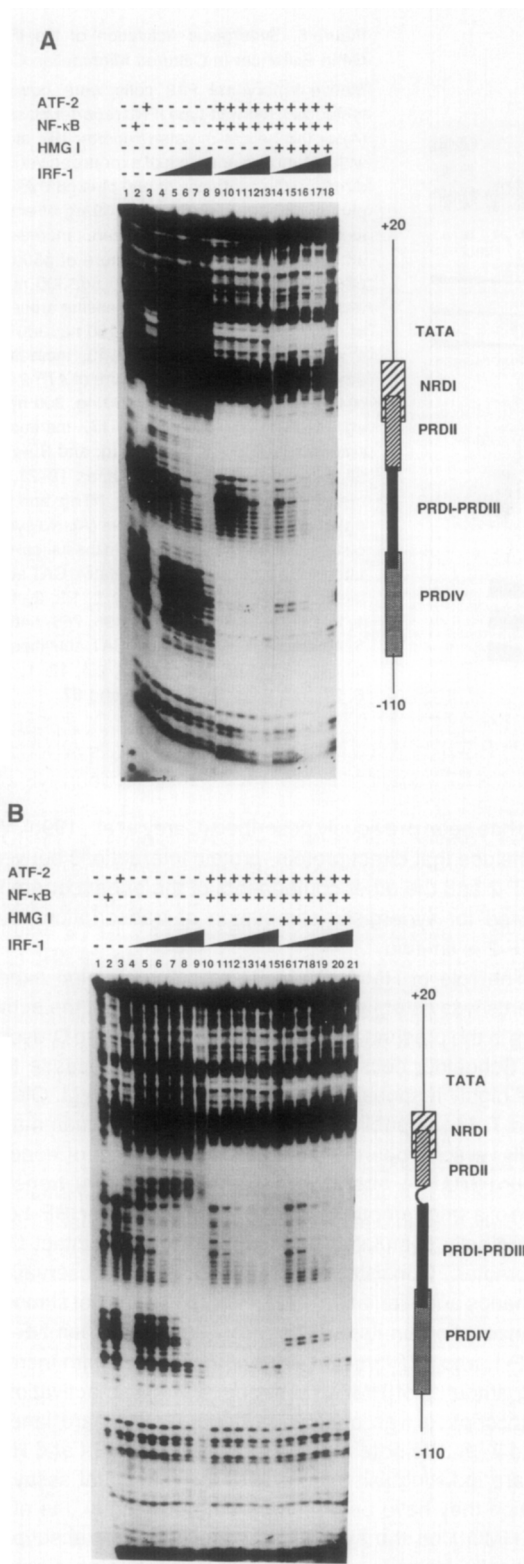 A
ATF-2 - + - - - - - - + + + + + + + + + +
NF-κB
HMG I
IRF-1
1 2 3 4 5 6 7 8 9 10 11 12 13 14 15 16 17 18
+20
TATA
NRDI
PRDII
PRDI-PRDIII
PRDIV
-110
B
ATF-2
NF-κB
HMG I
IRF-1
1 2 3 4 5 6 7 8 9 10 11 12 13 14 15 16 17 18 19 20 21
+20
TATA
NRDI
PRDII
PRDI-PRDIII
PRDIV
-110